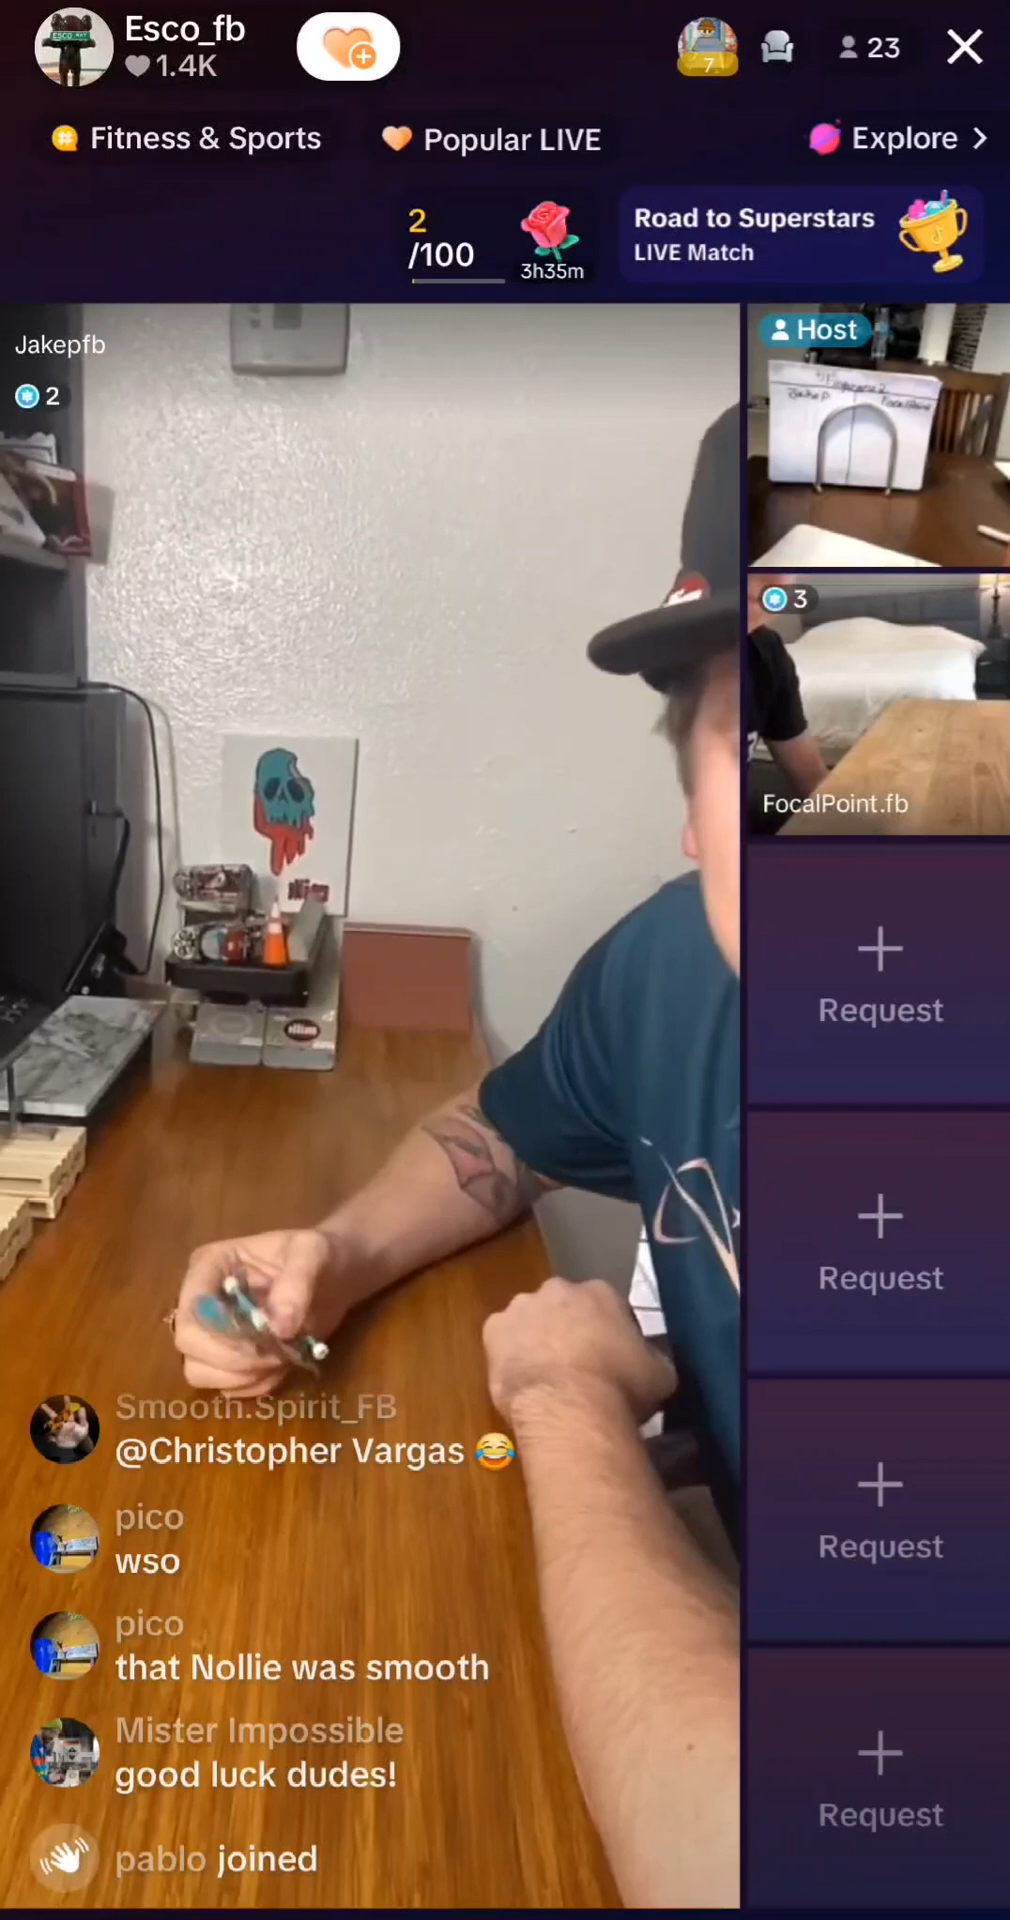 Esco_fb
1.4K
7
23
Fitness & Sports
Popular LIVE
Explore >
2
/100
3h35m
Road to Superstars
LIVE Match
Jakepfb
2
Host
JakeP
3
FocalPoint.fb
Request
Request
Request
Request
Smooth.Spirit_FB
@Christopher Vargas 😂
pico
wso
pico
that Nollie was smooth
Mister Impossible
good luck dudes!
pablo joined